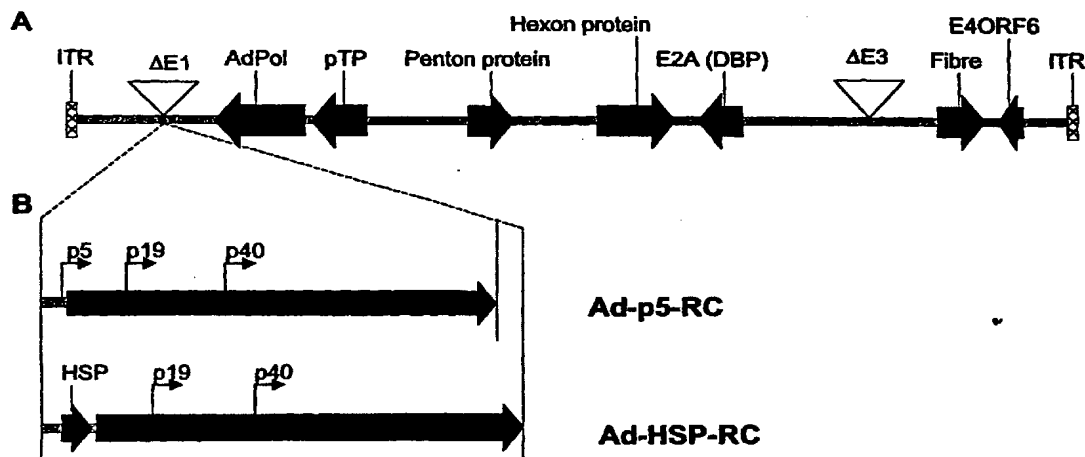 A
ITR
ΔE1
AdPol
pTP
Penton protein
Hexon protein
E2A (DBP)
ΔE3
Fibre
E4ORF6
ITR
B
p5
p19
p40
Ad-p5-RC
HSP
p19
p40
Ad-HSP-RC